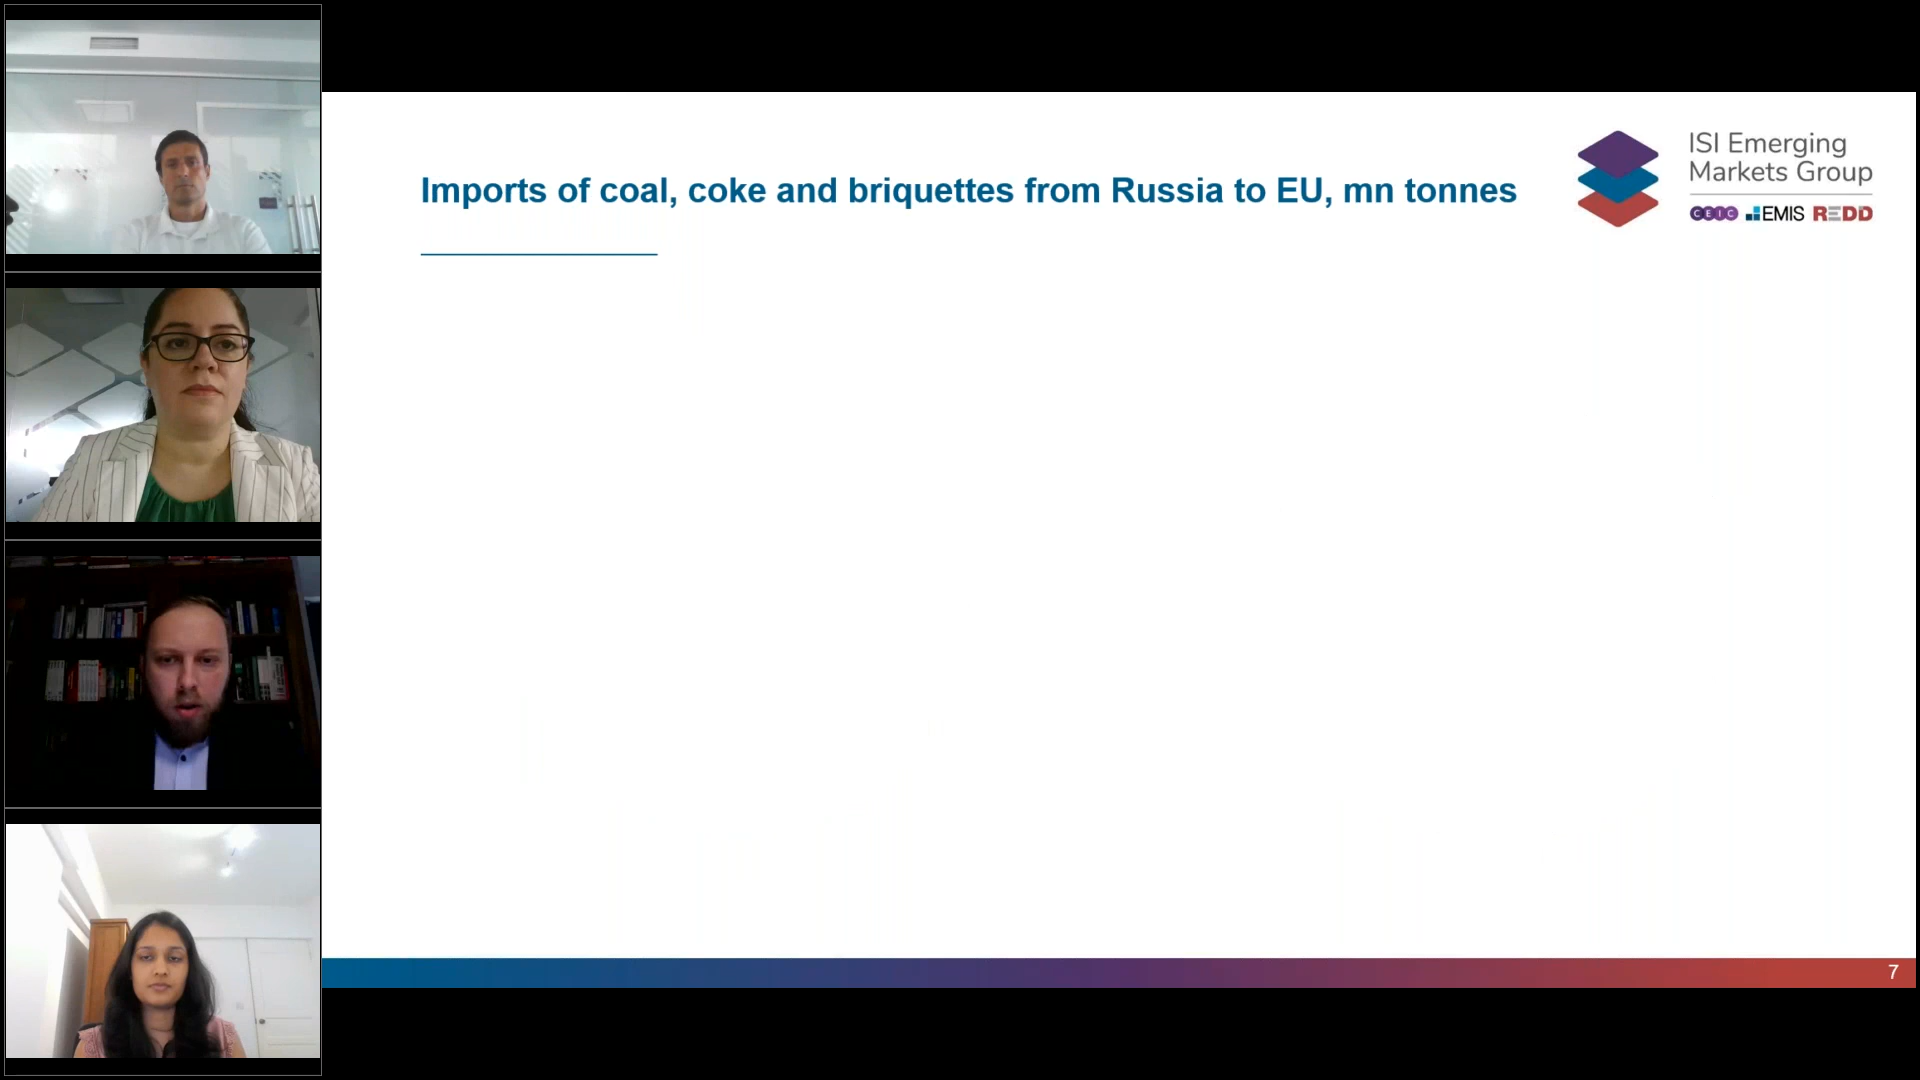 Imports of coal, coke and briquettes from Russia to EU, mn tonnes
ISI Emerging
Markets Group
CEIC EMIS REDD
7